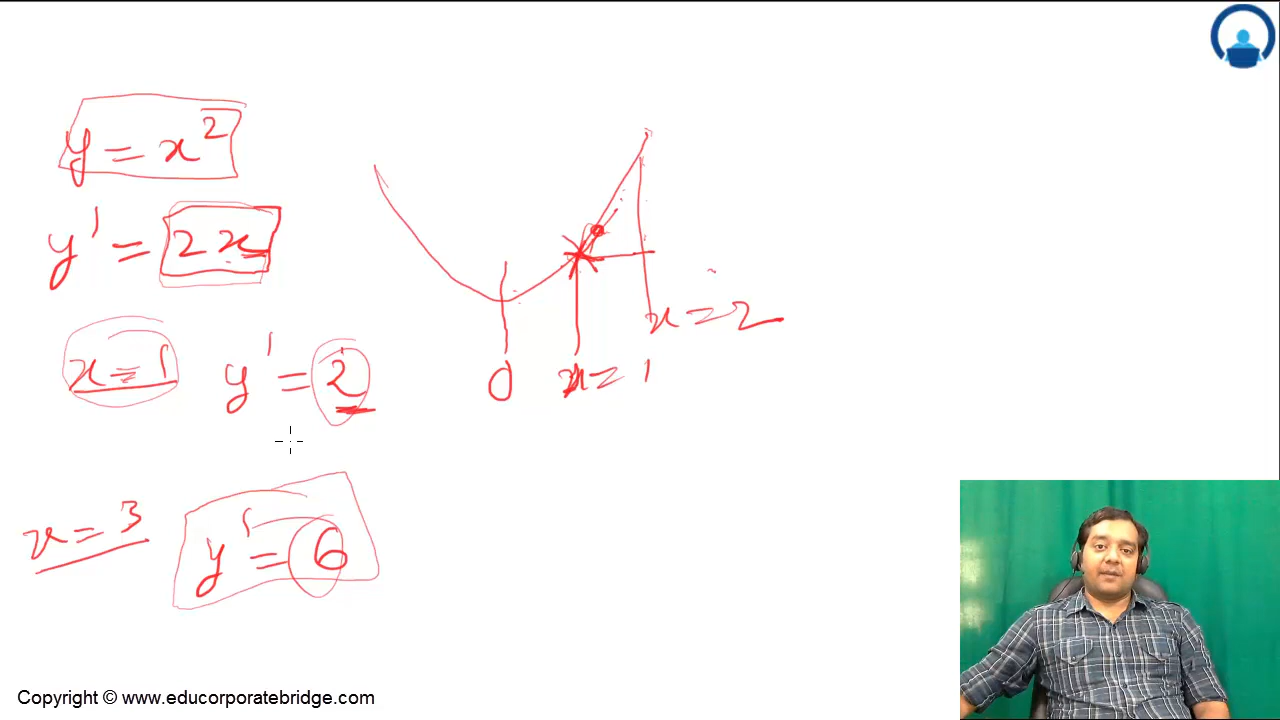 y = x²
y' = 2x
x = 1 y' = 2
x = 3 y' = 6
x = 2
0 x = 1
Copyright © www.educorporatebridge.com